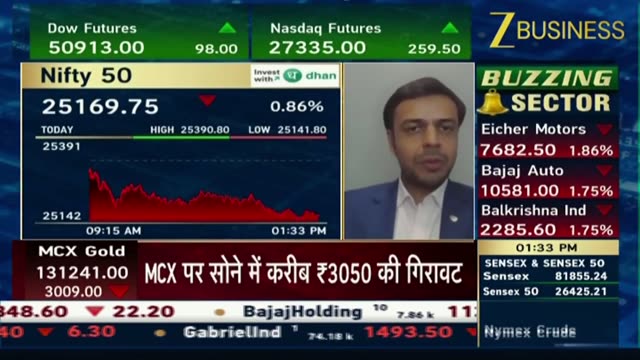 Dow Futures
50913.00 98.00
Nasdaq Futures
27335.00 259.50
Z BUSINESS
Nifty 50
Invest with dhan
25169.75 0.86%
TODAY HIGH 25390.80 LOW 25141.80
25391
25142
09:15 AM 01:33 PM
BUZZING
SECTOR
Eicher Motors
7682.50 1.86%
Bajaj Auto
10581.00 1.75%
Balkrishna Ind
2285.60 1.75%
01:33 PM
SENSEX & SENSEX 50
Sensex 81855.24
Sensex 50 26425.21
Nymex Crude
MCX Gold
131241.00
3009.00
MCX पर सोने में करीब ₹3050 की गिरावट
348.60 22.20 BajajHolding 10 7.86 k
6.30 GabrielInd 74.18 k 1493.50